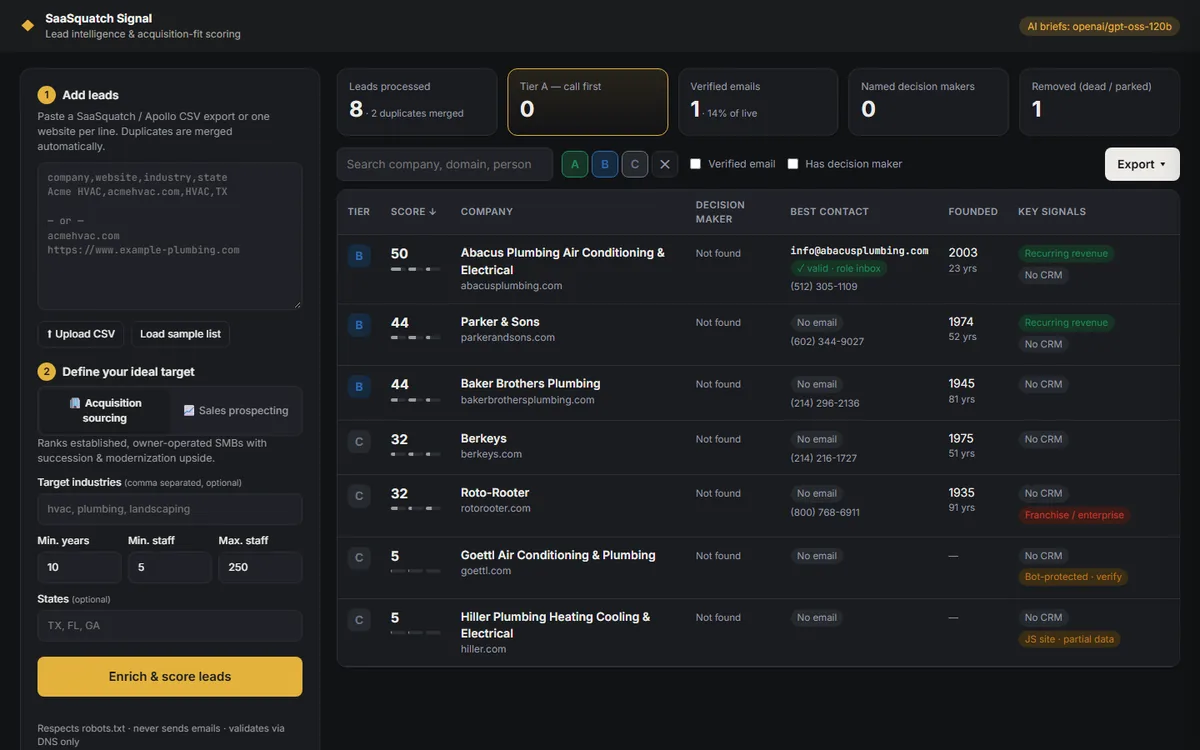 SaaSquatch Signal
Lead intelligence & acquisition-fit scoring
AI briefs: openai/gpt-oss-120b
1 Add leads
Paste a SaaSquatch / Apollo CSV export or one
website per line. Duplicates are merged
automatically.
company,website,industry,state
Acme HVAC,acmehvac.com,HVAC,TX
— or —
acmehvac.com
https://www.example-plumbing.com
⬆ Upload CSV
Load sample list
2 Define your ideal target
Acquisition
sourcing
Sales prospecting
Ranks established, owner-operated SMBs with
succession & modernization upside.
Target industries (comma separated, optional)
hvac, plumbing, landscaping
Min. years Min. staff Max. staff
10 5 250
States (optional)
TX, FL, GA
Enrich & score leads
Respects robots.txt · never sends emails · validates via
DNS only
Leads processed
8 · 2 duplicates merged
Tier A — call first
0
Verified emails
1 · 14% of live
Named decision makers
0
Removed (dead / parked)
1
Search company, domain, person
A B C ✕ Verified email Has decision maker
Export ▾
TIER SCORE ↓ COMPANY DECISION MAKER BEST CONTACT FOUNDED KEY SIGNALS
B 50 Abacus Plumbing Air Conditioning & Electrical Not found info@abacusplumbing.com 2003 Recurring revenue
abacusplumbing.com ✓ valid · role inbox 23 yrs No CRM
(512) 305-1109
B 44 Parker & Sons Not found No email 1974 Recurring revenue
parkerandsons.com (602) 344-9027 52 yrs No CRM
B 44 Baker Brothers Plumbing Not found No email 1945 No CRM
bakerbrothersplumbing.com (214) 296-2136 81 yrs
C 32 Berkeys Not found No email 1975 No CRM
berkeys.com (214) 216-1727 51 yrs
C 32 Roto-Rooter Not found No email 1935 No CRM
rotorooter.com (800) 768-6911 91 yrs Franchise / enterprise
C 5 Goettl Air Conditioning & Plumbing Not found No email — No CRM
goettl.com Bot-protected · verify
C 5 Hiller Plumbing Heating Cooling & Electrical Not found No email — No CRM
hiller.com JS site · partial data